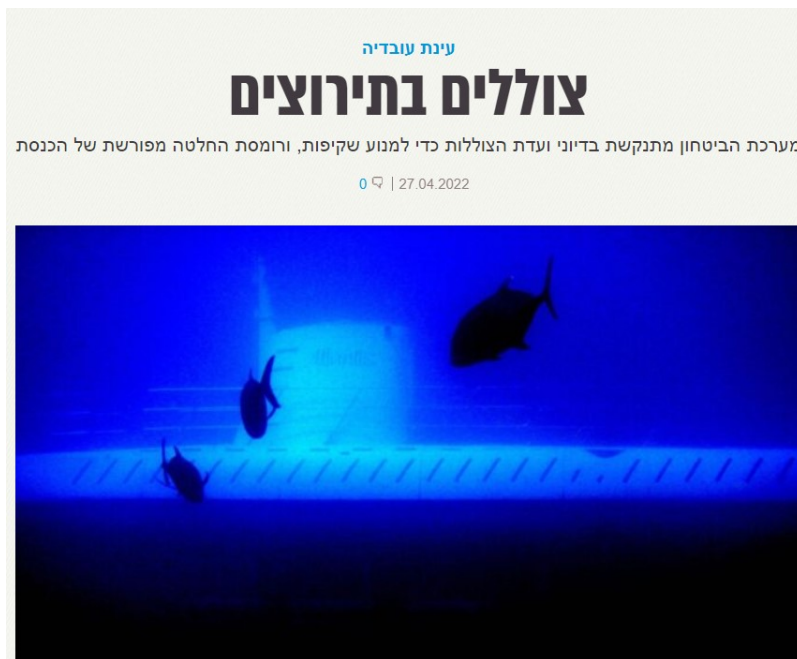 עינת עובדיה
צוללים בתירוצים
מערכת הביטחון מתנקשת בדיוני ועדת הצוללות כדי למנוע שקיפות, ורומסת החלטה מפורשת של הכנסת
27.04.2022 | 0